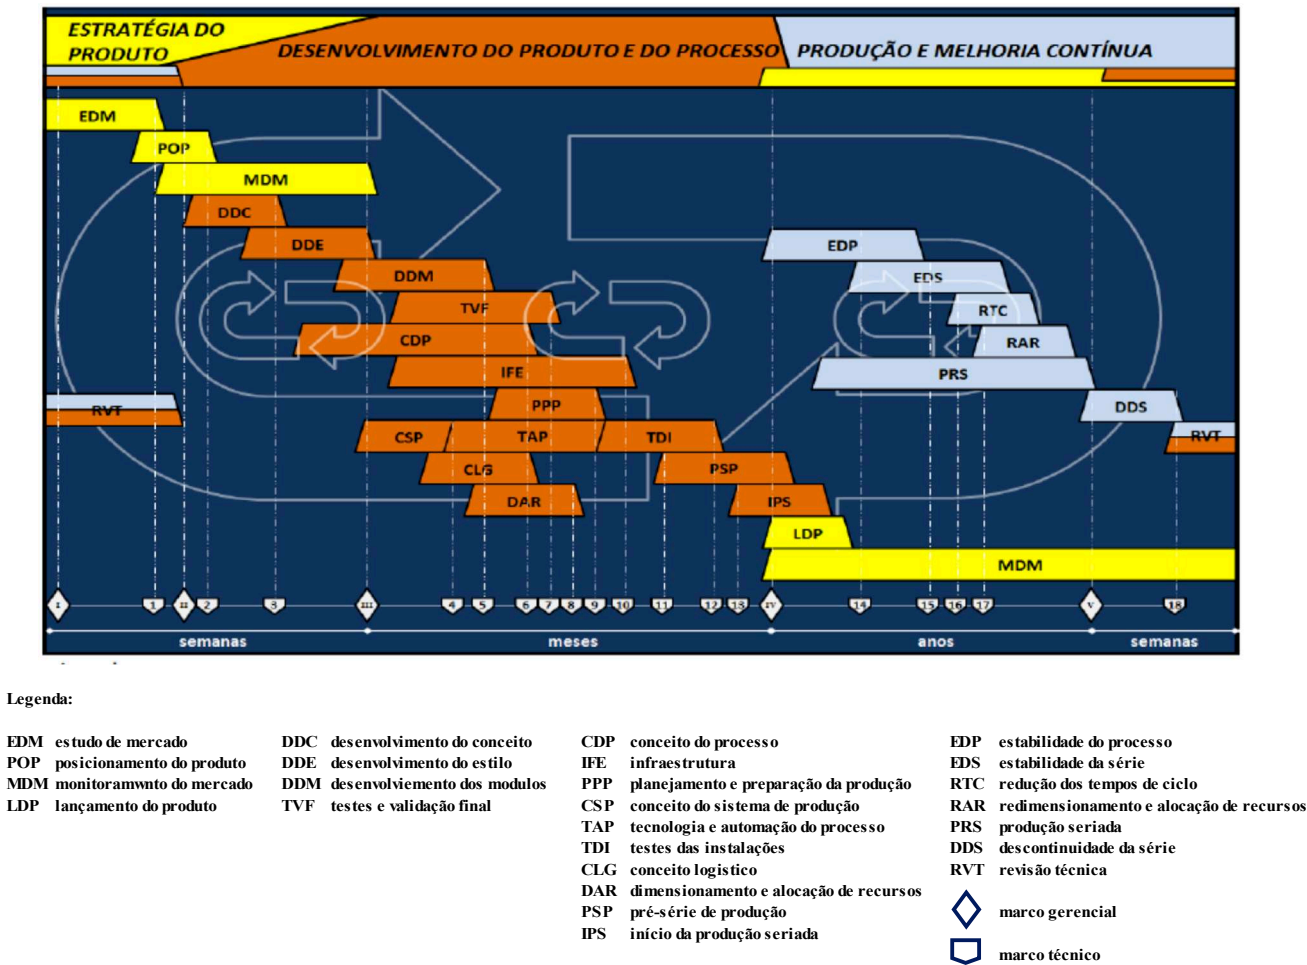 ESTRATÉGIA DO
PRODUTO
DESENVOLVIMENTO DO PRODUTO E DO PROCESSO
PRODUÇÃO E MELHORIA CONTÍNUA
EDM
POP
MDM
DDC
DDE
EDP
DDM
EDS
TVF
RTC
CDP
RAR
IFE
PRS
RVT
PPP
DDS
CSP
TAP
TDI
RVT
CLG
PSP
DAR
IPS
LDP
MDM
I 1 II 2 3 III 4 5 6 7 8 9 10 11 12 13 IV 14 15 16 17 V 18
semanas meses anos semanas
Legenda:
EDM estudo de mercado
POP posicionamento do produto
MDM monitoramwnto do mercado
LDP lançamento do produto
DDC desenvolvimento do conceito
DDE desenvolvimento do estilo
DDM desenvolviemento dos modulos
TVF testes e validação final
CDP conceito do processo
IFE infraestrutura
PPP planejamento e preparação da produção
CSP conceito do sistema de produção
TAP tecnologia e automação do processo
TDI testes das instalações
CLG conceito logistico
DAR dimensionamento e alocação de recursos
PSP pré-série de produção
IPS início da produção seriada
EDP estabilidade do processo
EDS estabilidade da série
RTC redução dos tempos de ciclo
RAR redimensionamento e alocação de recursos
PRS produção seriada
DDS descontinuidade da série
RVT revisão técnica
marco gerencial
marco técnico